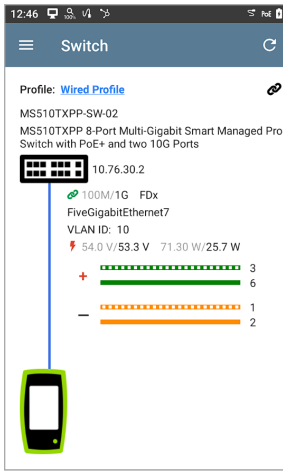 12:46 100% PoE
Switch
Profile: Wired Profile
MS510TXPP-SW-02
MS510TXPP 8-Port Multi-Gigabit Smart Managed Pro
Switch with PoE+ and two 10G Ports
10.76.30.2
100M/1G FDx
FiveGigabitEthernet7
VLAN ID: 10
54.0 V/53.3 V 71.30 W/25.7 W
+ 3
6
— 1
2